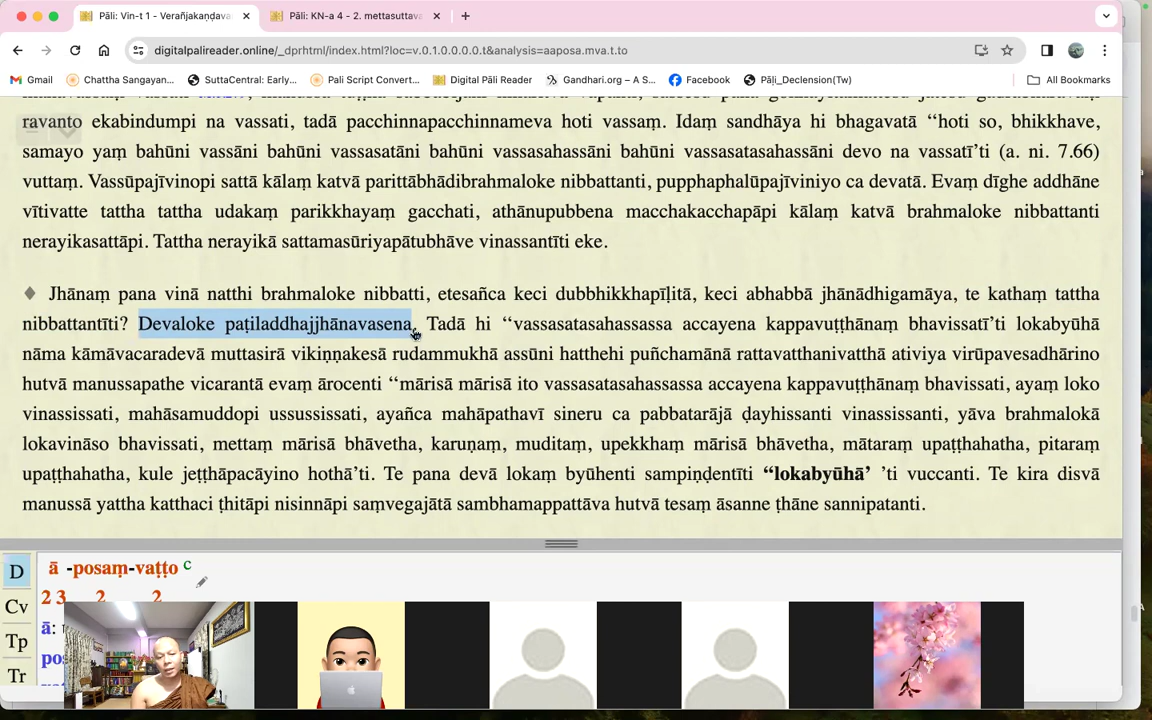 Pāli: Vin-t 1 - Verañjakaṇḍava
Pāli: KN-a 4 - 2. mettasuttava
digitalpalireader.online/_dprhtml/index.html?loc=v.0.1.0.0.0.0.t&analysis=aaposa.mva.t.to
Gmail
Chattha Sangayan...
SuttaCentral: Early...
Pali Script Convert...
Digital Pāli Reader
Gandhari.org – A S...
Facebook
Pāḷi_Declension(Tw)
All Bookmarks
ravanto ekabindumpi na vassati, tadā pacchinnapacchinnameva hoti vassaṃ. Idaṃ sandhāya hi bhagavatā “hoti so, bhikkhave,
samayo yaṃ bahūni vassāni bahūni vassasatāni bahūni vassasahassāni bahūni vassasatasahassāni devo na vassatī’ti (a. ni. 7.66)
vuttaṃ. Vassūpajīvinopi sattā kālaṃ katvā parittābhādibrahmaloke nibbattanti, pupphaphalūpajīviniyo ca devatā. Evaṃ dīghe addhāne
vītivatte tattha tattha udakaṃ parikkhayaṃ gacchati, athānupubbena macchakacchapāpi kālaṃ katvā brahmaloke nibbattanti
nerayikasattāpi. Tattha nerayikā sattamasūriyapātubhāve vinassantīti eke.
Jhānaṃ pana vinā natthi brahmaloke nibbatti, etesañca keci dubbhikkhapīḷitā, keci abhabbā jhānādhigamāya, te kathaṃ tattha
nibbattantīti? Devaloke paṭiladdhajjhānavasena. Tadā hi “vassasatasahassassa accayena kappavuṭṭhānaṃ bhavissatī’ti lokabyūhā
nāma kāmāvacaradevā muttasirā vikiṇṇakesā rudammukhā assūni hatthehi puñchamānā rattavatthanivatthā ativiya virūpavesadhārino
hutvā manussapathe vicarantā evaṃ ārocenti “mārisā mārisā ito vassasatasahassassa accayena kappavuṭṭhānaṃ bhavissati, ayaṃ loko
vinassissati, mahāsamuddopi ussussissati, ayañca mahāpathavī sineru ca pabbatarājā ḍayhissanti vinassissanti, yāva brahmalokā
lokavināso bhavissati, mettaṃ mārisā bhāvetha, karuṇaṃ, muditaṃ, upekkhaṃ mārisā bhāvetha, mātaraṃ upaṭṭhahatha, pitaraṃ
upaṭṭhahatha, kule jeṭṭhāpacāyino hothā’ti. Te pana devā lokaṃ byūhenti sampiṇḍentīti “lokabyūhā’ ’ti vuccanti. Te kira disvā
manussā yattha katthaci ṭhitāpi nisinnāpi saṃvegajātā sambhamappattāva hutvā tesaṃ āsanne ṭhāne sannipatanti.
D
ā -posaṃ-vaṭṭo c
2 3 2 2
Cv
ā:
Tp
pos
Tr